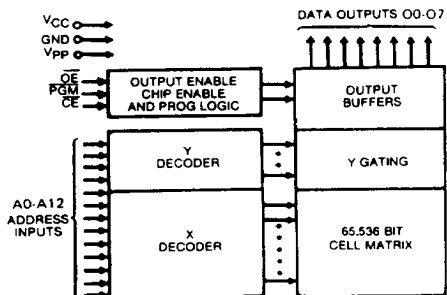 VCC
GND
VPP
DATA OUTPUTS O0-O7
OE
PGM
CE
OUTPUT ENABLE
CHIP ENABLE
AND PROG LOGIC
OUTPUT
BUFFERS
A0-A12
ADDRESS
INPUTS
Y
DECODER
Y GATING
X
DECODER
65,536 BIT
CELL MATRIX